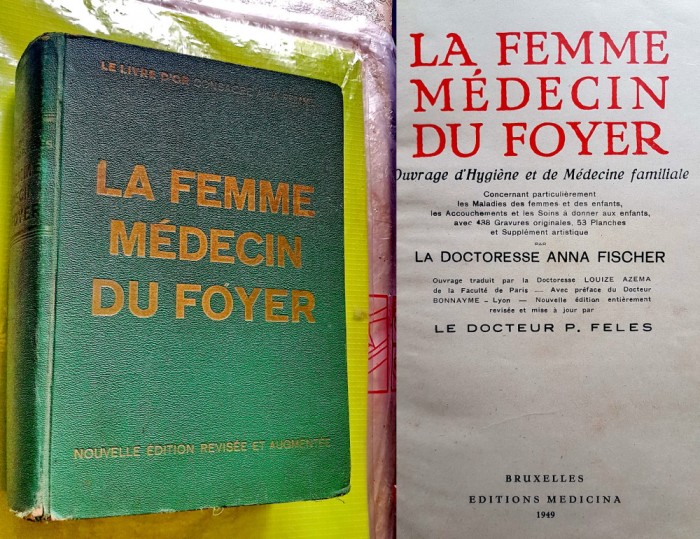 LE LIVRE D'OR
LA FEMME
MÉDECIN
DU FOYER
NOUVELLE ÉDITION REVISÉE ET AUGMENTÉE
MEDECIN
FOYER
LA FEMME
MÉDECIN
DU FOYER
Ouvrage d'Hygiène et de Médecine familiale
Concernant particulièrement
les Maladies des femmes et des enfants,
les Accouchements et les Soins à donner aux enfants,
avec 438 Gravures originales, 53 Planches
et Supplément artistique
PAR
LA DOCTORESSE ANNA FISCHER
Ouvrage traduit par la Doctoresse LOUIZE AZEMA
de la Faculté de Paris — Avec préface du Docteur
BONNAYME - Lyon — Nouvelle édition entièrement
revisée et mise à jour par
LE DOCTEUR P. FELES
BRUXELLES
EDITIONS MEDICINA
1949